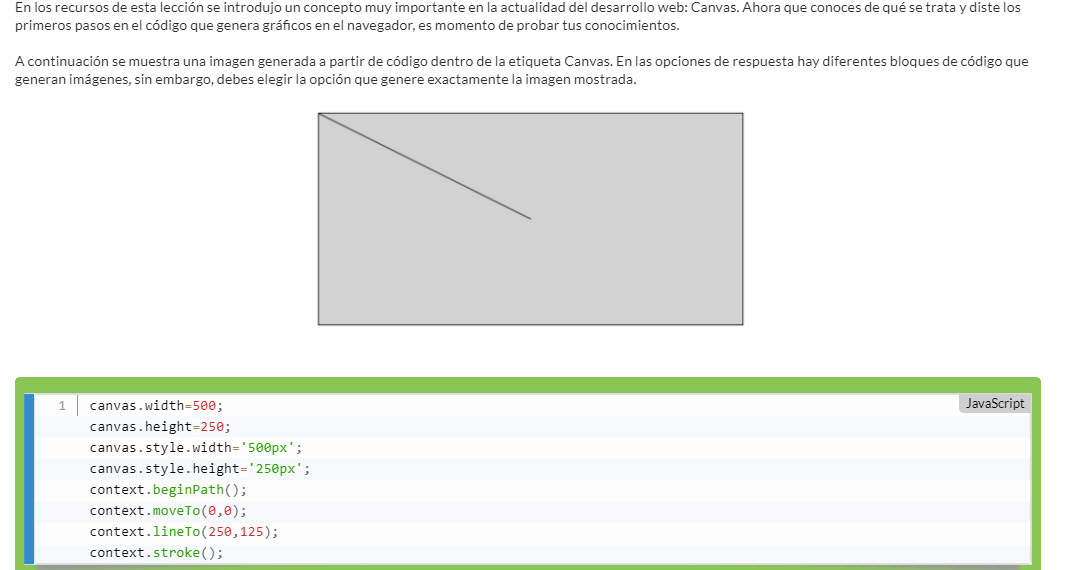 En los recursos de esta lección se introdujo un concepto muy importante en la actualidad del desarrollo web: Canvas. Ahora que conoces de qué se trata y diste los
primeros pasos en el código que genera gráficos en el navegador, es momento de probar tus conocimientos.
A continuación se muestra una imagen generada a partir de código dentro de la etiqueta Canvas. En las opciones de respuesta hay diferentes bloques de código que
generan imágenes, sin embargo, debes elegir la opción que genere exactamente la imagen mostrada.
JavaScript
1 canvas.width=500;
canvas.height=250;
canvas.style.width='500px';
canvas.style.height='250px';
context.beginPath();
context.moveTo(0,0);
context.lineTo(250,125);
context.stroke();